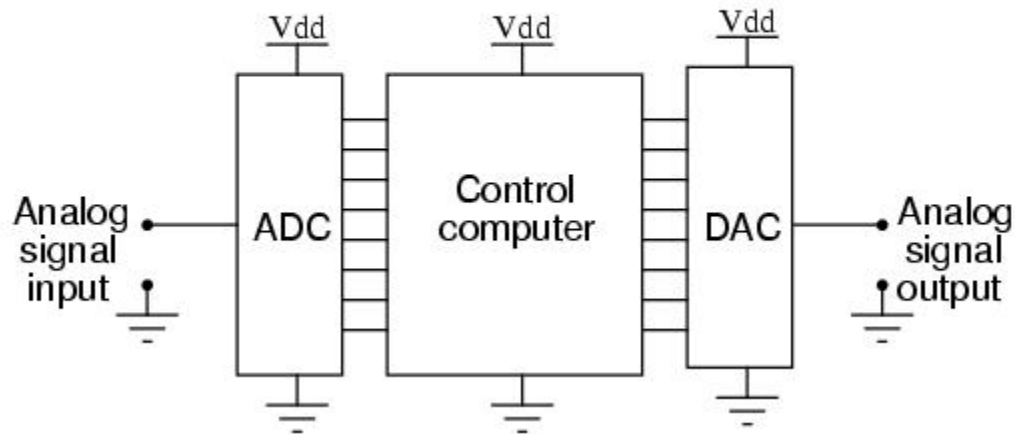 Vdd
Vdd
Vdd
Analog
signal
input
ADC
Control
computer
DAC
Analog
signal
output